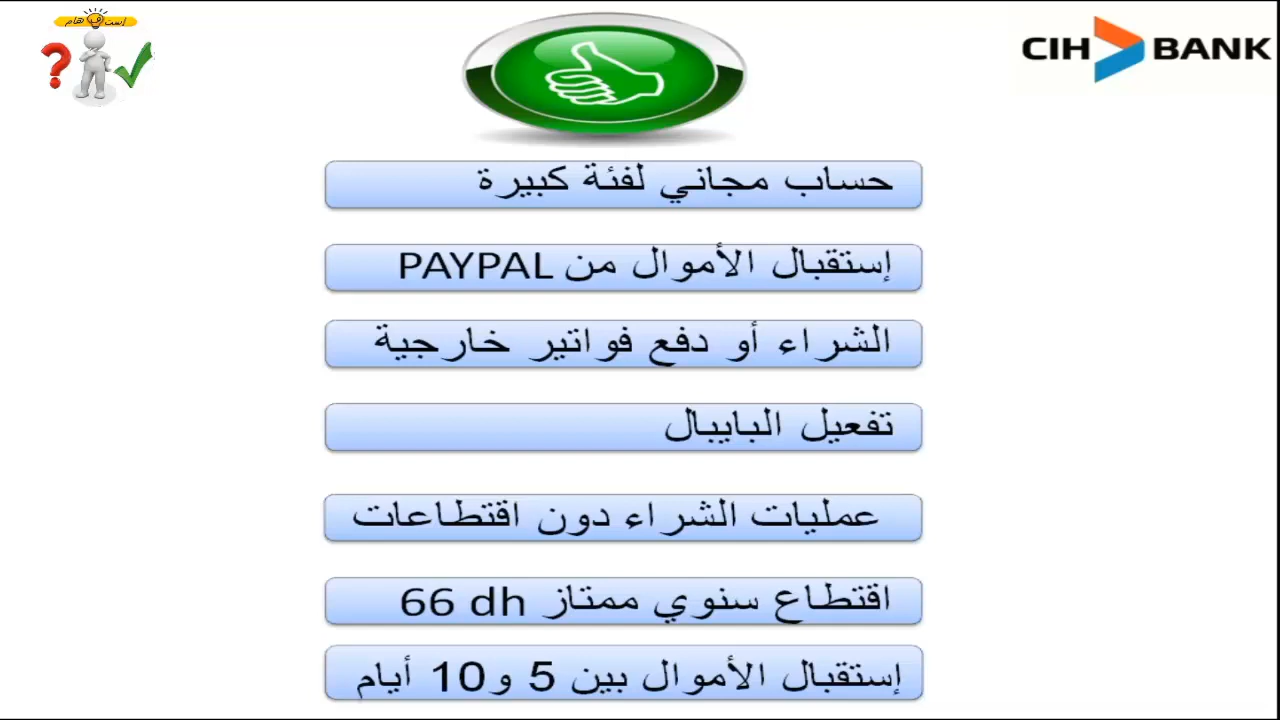 إستفهام
CIH BANK
حساب مجاني لفئة كبيرة
إستقبال الأموال من PAYPAL
الشراء أو دفع فواتير خارجية
تفعيل البايبال
عمليات الشراء دون اقتطاعات
اقتطاع سنوي ممتاز 66 dh
إستقبال الأموال بين 5 و10 أيام